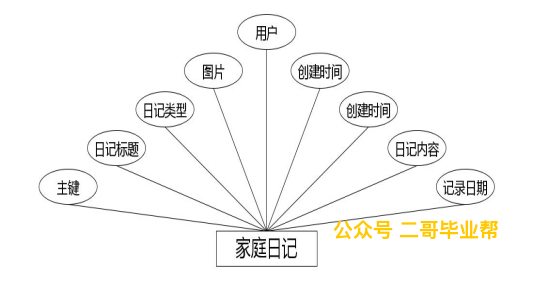 用户
图片
创建时间
日记类型
创建时间
日记标题
日记内容
主键
记录日期
公众号 二哥毕业帮
家庭日记